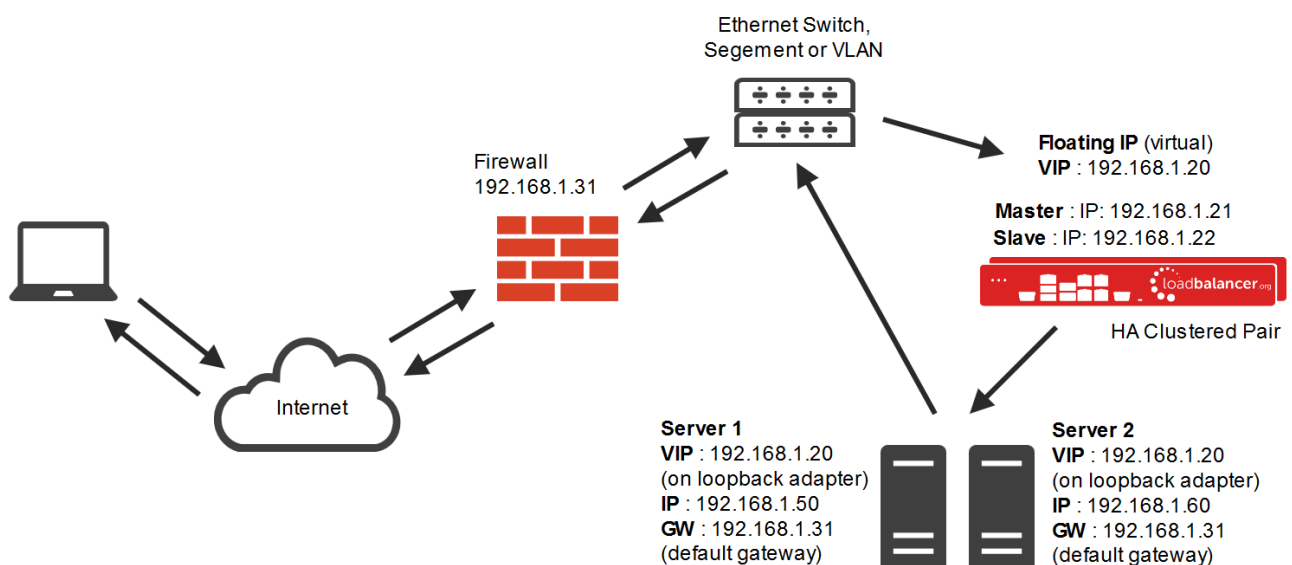 Ethernet Switch,
Segement or VLAN
Firewall
192.168.1.31
Floating IP (virtual)
VIP : 192.168.1.20
Master : IP: 192.168.1.21
Slave : IP: 192.168.1.22
loadbalancer.org
HA Clustered Pair
Internet
Server 1
VIP : 192.168.1.20
(on loopback adapter)
IP : 192.168.1.50
GW : 192.168.1.31
(default gateway)
Server 2
VIP : 192.168.1.20
(on loopback adapter)
IP : 192.168.1.60
GW : 192.168.1.31
(default gateway)